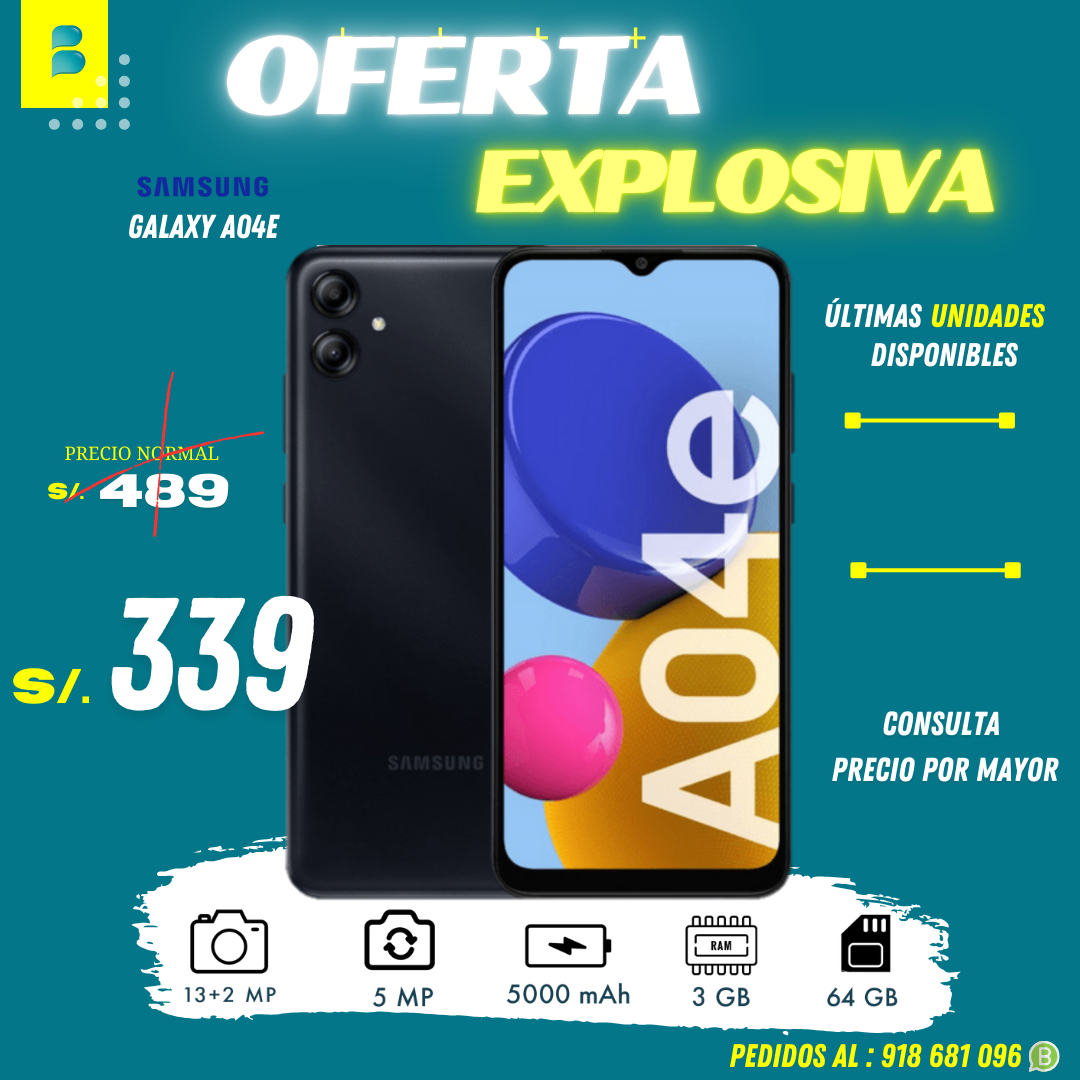 B
OFERTA
EXPLOSIVA
SAMSUNG
GALAXY A04E
ÚLTIMAS UNIDADES
DISPONIBLES
PRECIO NORMAL
S/. 489
S/. 339
A04e
SAMSUNG
CONSULTA
PRECIO POR MAYOR
RAM
13+2 MP
5 MP
5000 mAh
3 GB
64 GB
PEDIDOS AL : 918 681 096
B